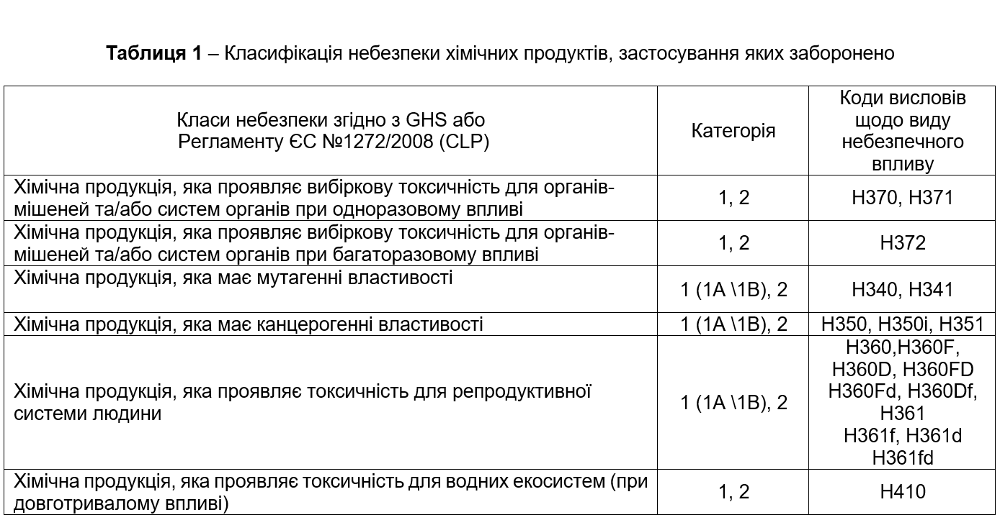 Таблиця 1 – Класифікація небезпеки хімічних продуктів, застосування яких заборонено
Класи небезпеки згідно з GHS або
Регламенту ЄС №1272/2008 (CLP)
Категорія
Коди висловів
щодо виду
небезпечного
впливу
Хімічна продукція, яка проявляє вибіркову токсичність для органів-
мішеней та/або систем органів при одноразовому впливі
1, 2
H370, H371
Хімічна продукція, яка проявляє вибіркову токсичність для органів-
мішеней та/або систем органів при багаторазовому впливі
1, 2
H372
Хімічна продукція, яка має мутагенні властивості
1 (1A \1B), 2
H340, H341
Хімічна продукція, яка має канцерогенні властивості
1 (1A \1B), 2
H350, H350i, H351
Хімічна продукція, яка проявляє токсичність для репродуктивної
системи людини
1 (1A \1B), 2
H360,H360F,
H360D, H360FD
H360Fd, H360Df,
H361
H361f, H361d
H361fd
Хімічна продукція, яка проявляє токсичність для водних екосистем (при
довготривалому впливі)
1, 2
H410